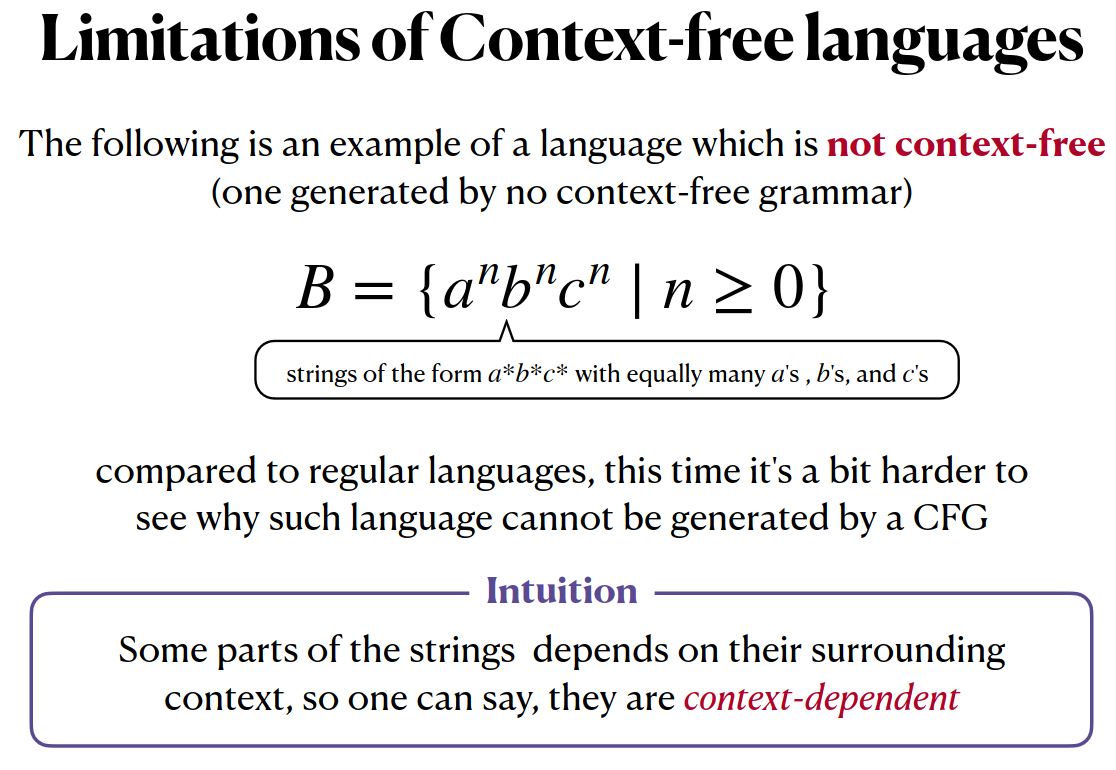 Limitations of Context-free languages
The following is an example of a language which is not context-free
(one generated by no context-free grammar)
B = {aⁿbⁿcⁿ | n ≥ 0}
strings of the form a*b*c* with equally many a's , b's, and c's
compared to regular languages, this time it's a bit harder to
see why such language cannot be generated by a CFG
Intuition
Some parts of the strings depends on their surrounding
context, so one can say, they are context-dependent